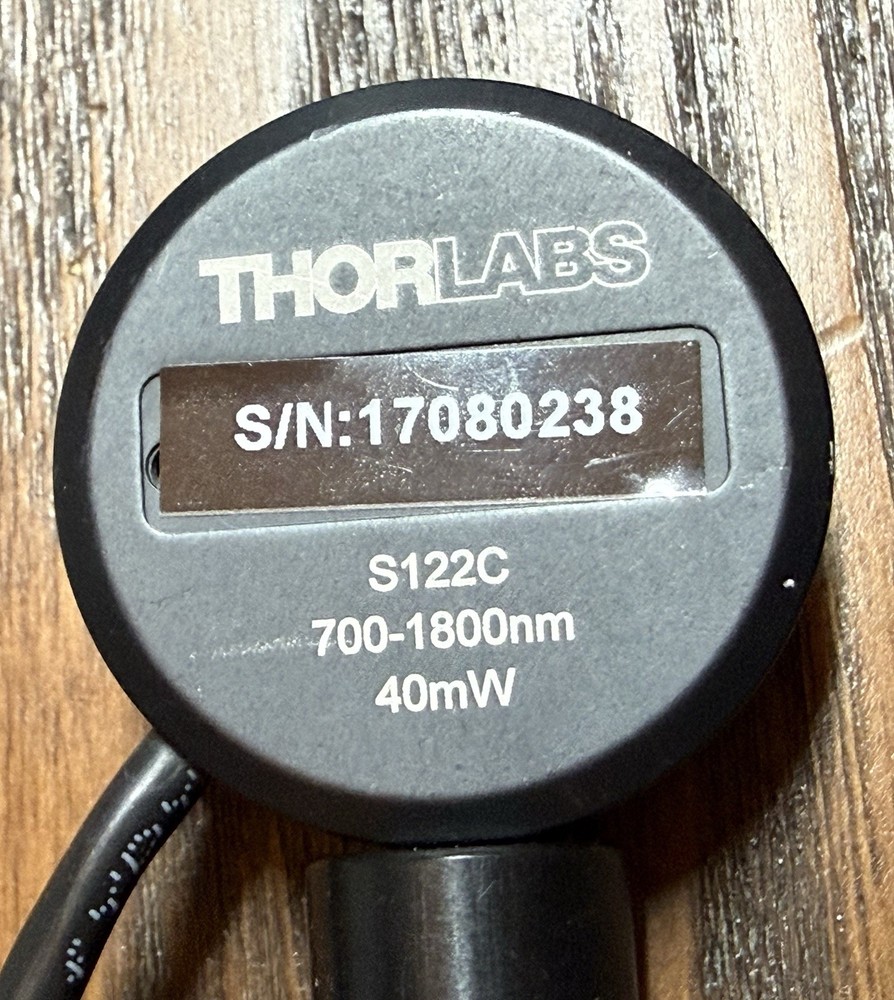 THORLABS
S/N:17080238
S122C
700-1800nm
40mW